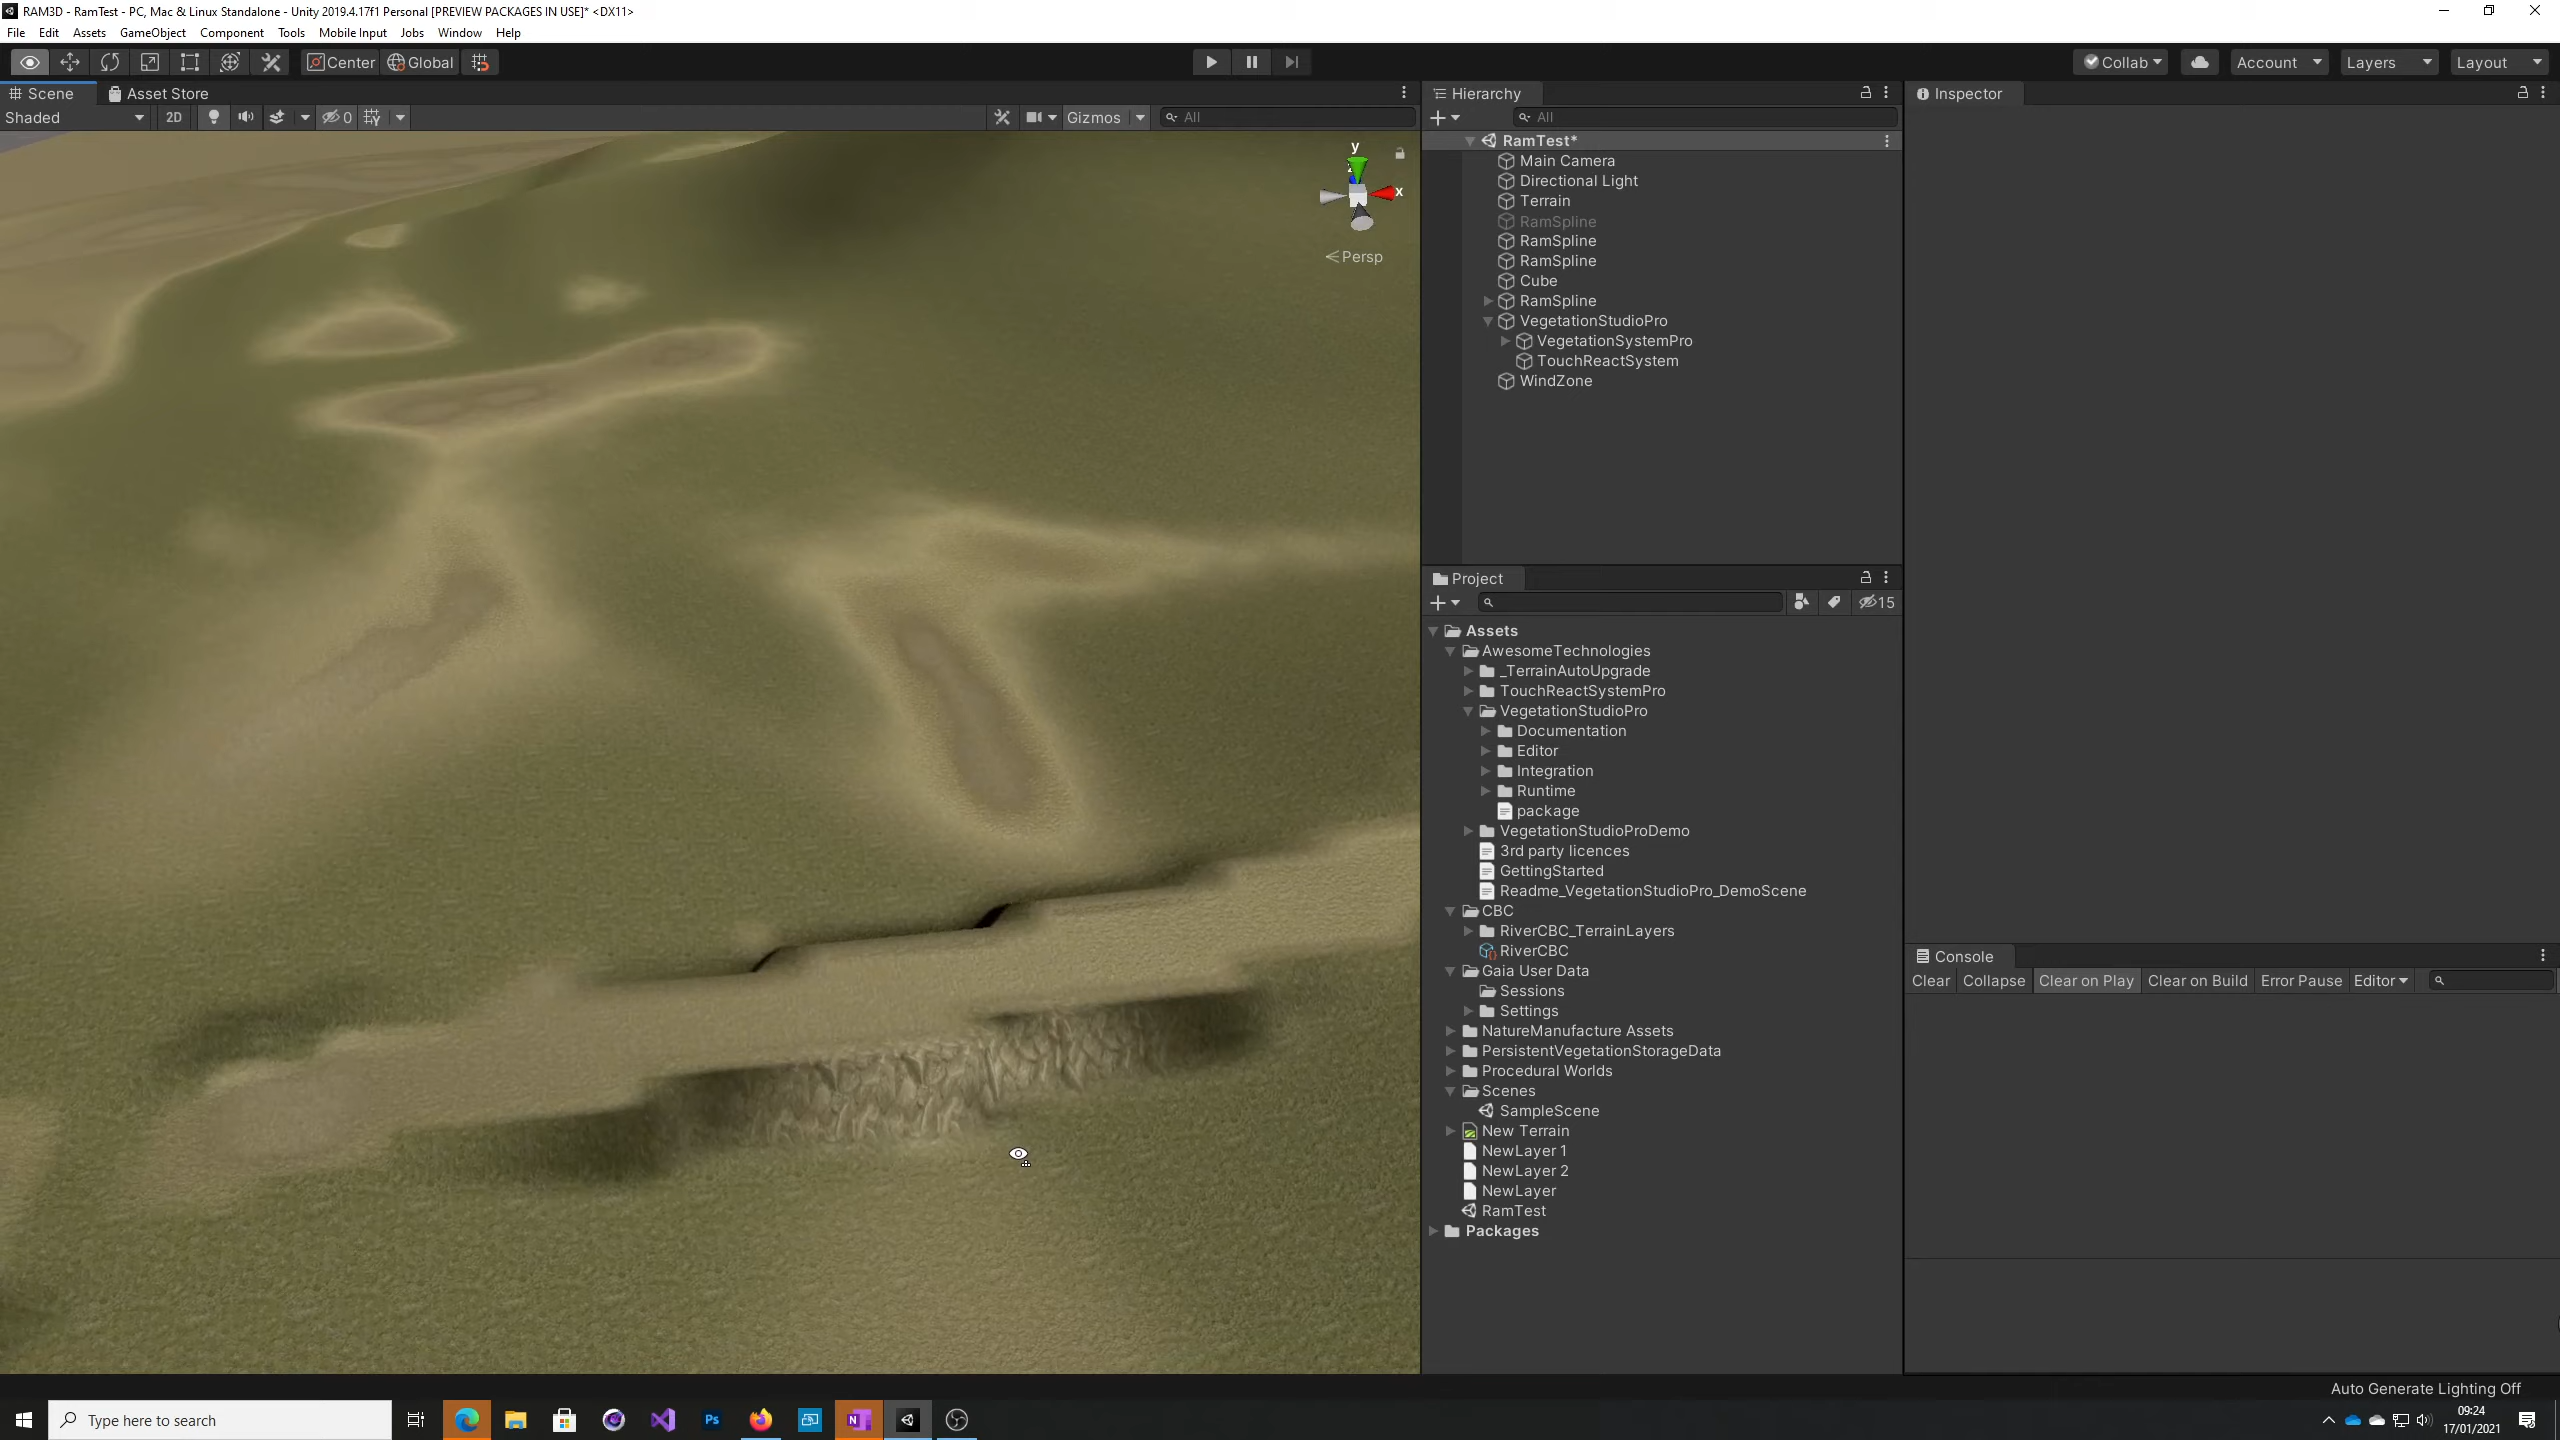 RAM3D - RamTest - PC, Mac & Linux Standalone - Unity 2019.4.17f1 Personal [PREVIEW PACKAGES IN USE]* <DX11>
File Edit Assets GameObject Component Tools Mobile Input Jobs Window Help
Center Global Collab Account Layers Layout
Scene Asset Store
Shaded 2D 0 Gizmos All
y
x
Persp
Hierarchy
All
RamTest*
Main Camera
Directional Light
Terrain
RamSpline
RamSpline
RamSpline
Cube
RamSpline
VegetationStudioPro
VegetationSystemPro
TouchReactSystem
WindZone
Project
15
Assets
AwesomeTechnologies
_TerrainAutoUpgrade
TouchReactSystemPro
VegetationStudioPro
Documentation
Editor
Integration
Runtime
package
VegetationStudioProDemo
3rd party licences
GettingStarted
Readme_VegetationStudioPro_DemoScene
CBC
RiverCBC_TerrainLayers
RiverCBC
Gaia User Data
Sessions
Settings
NatureManufacture Assets
PersistentVegetationStorageData
Procedural Worlds
Scenes
SampleScene
New Terrain
NewLayer 1
NewLayer 2
NewLayer
RamTest
Packages
Inspector
Console
Clear Collapse Clear on Play Clear on Build Error Pause Editor
Auto Generate Lighting Off
Type here to search
Ps
N
09:24
17/01/2021